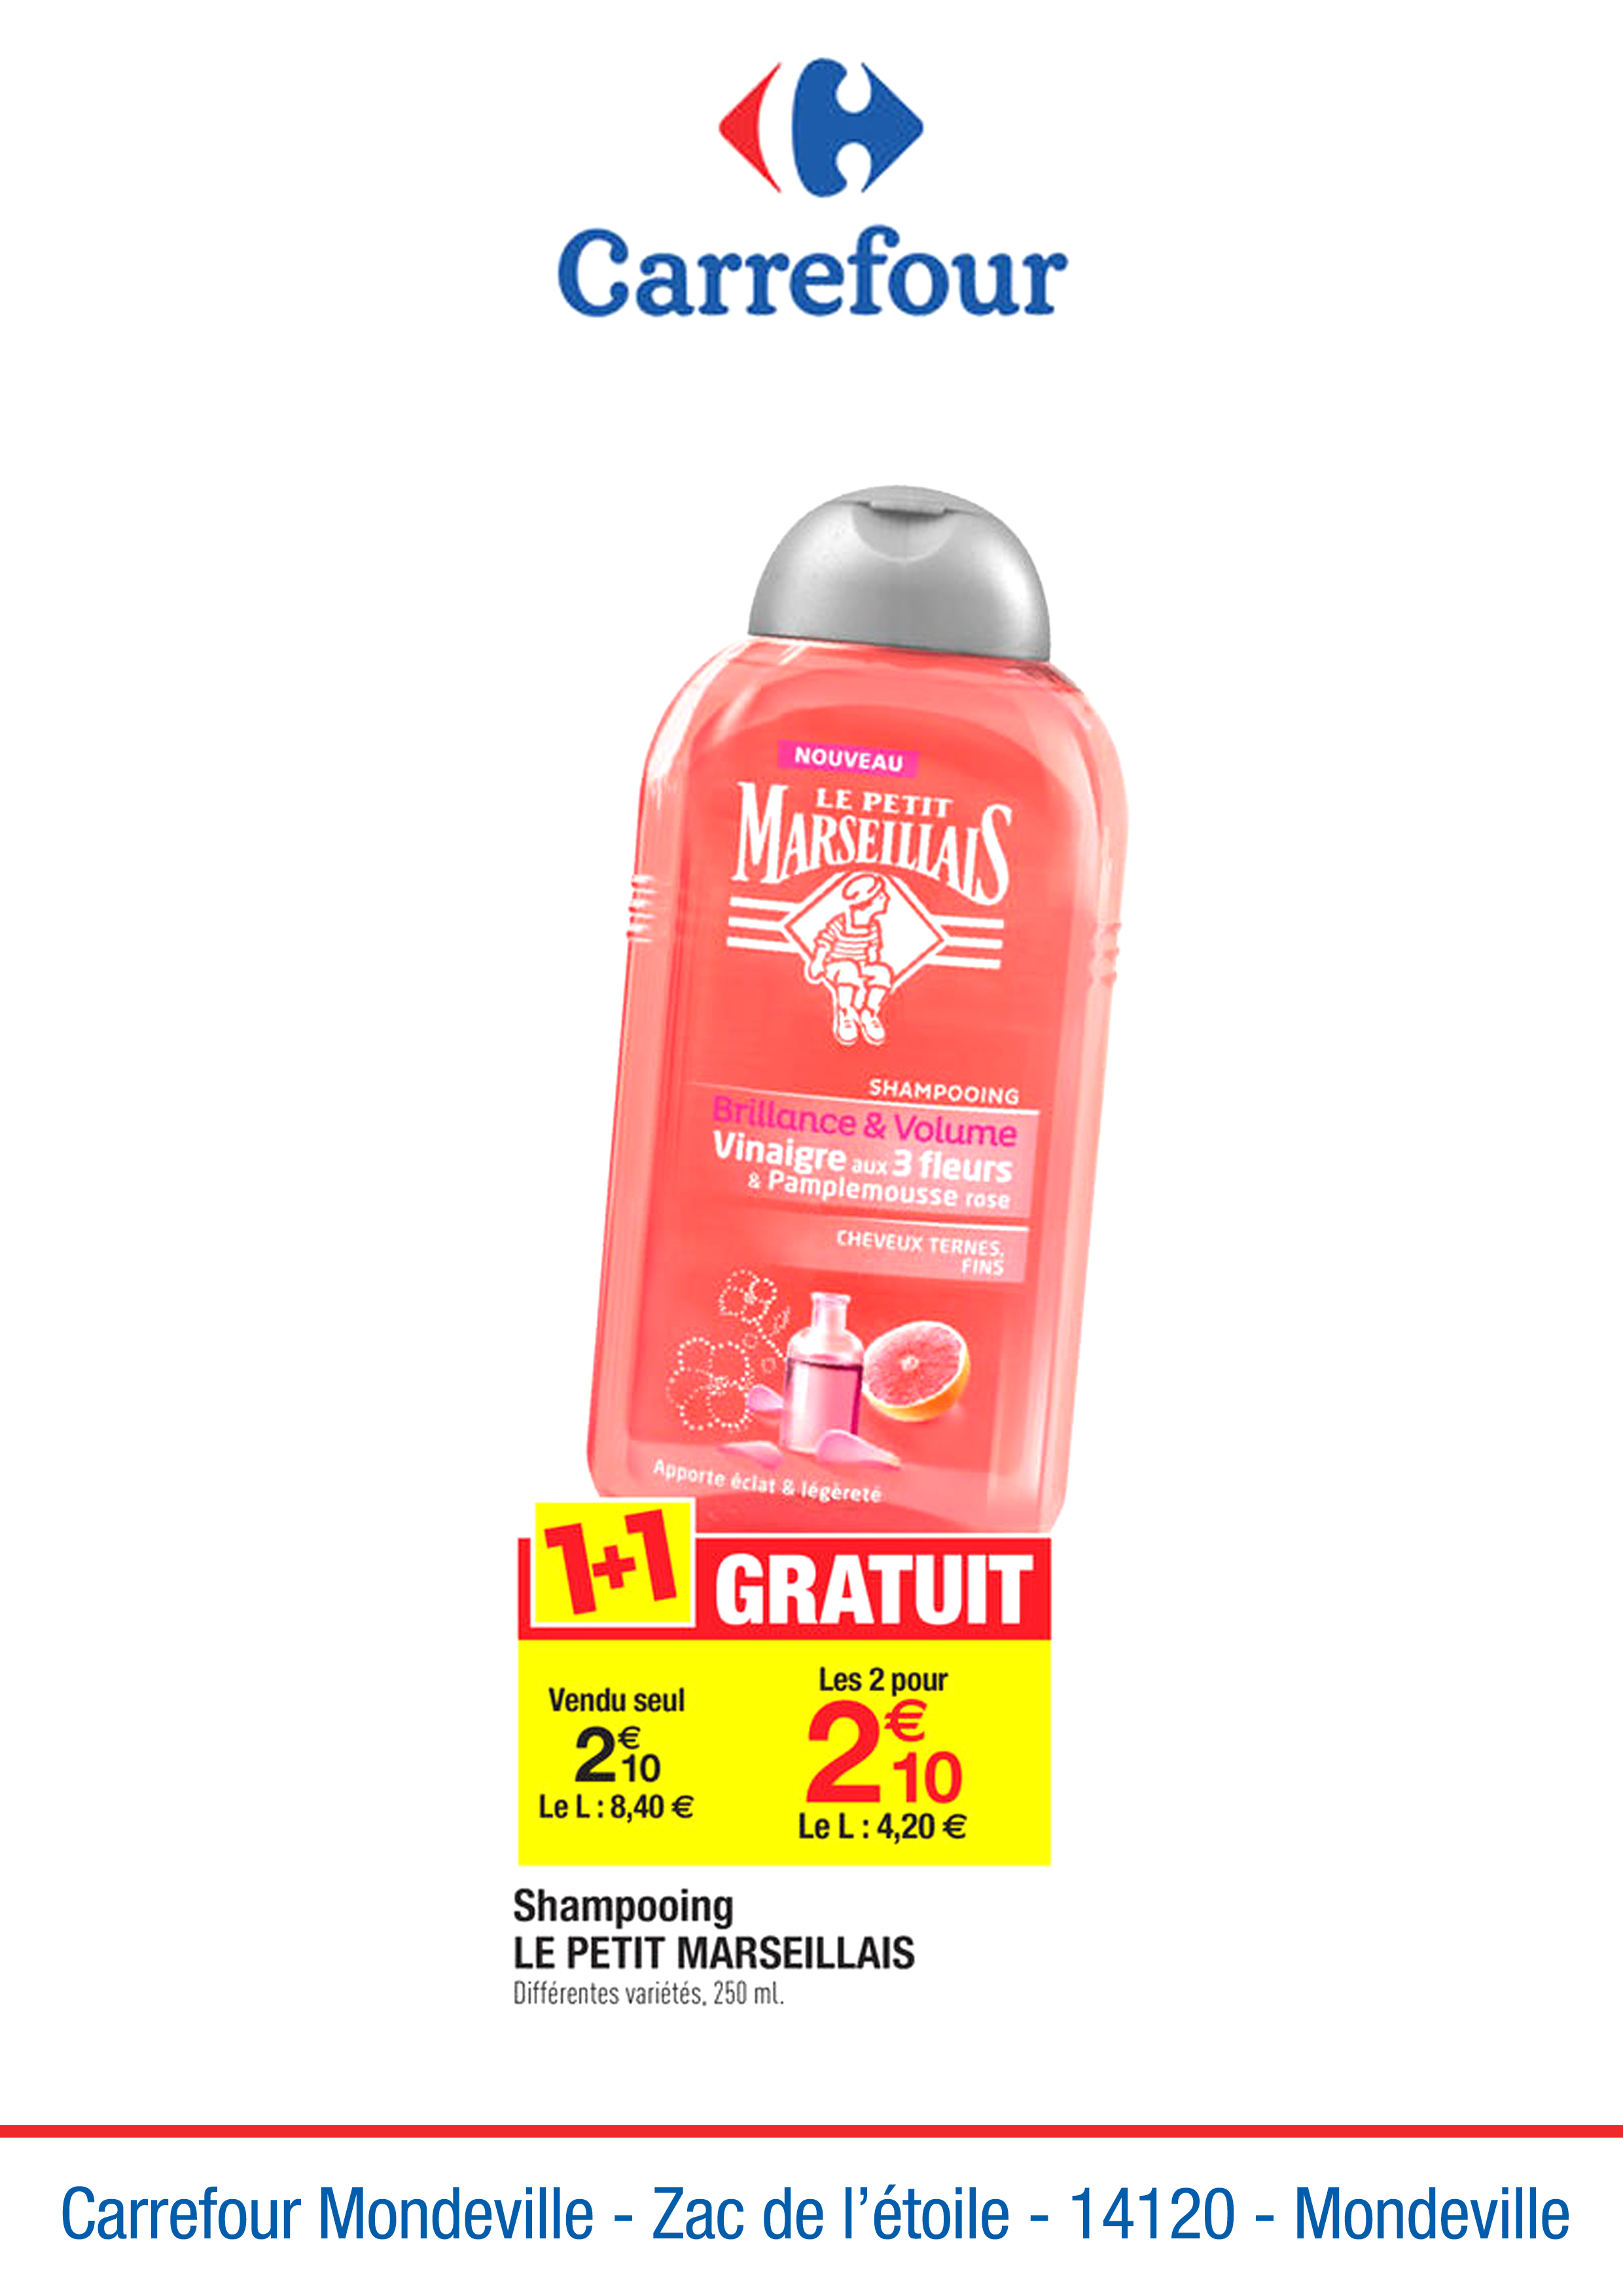 Carrefour
NOUVEAU
LE PETIT
MARSEILLAIS
SHAMPOOING
Brillance & Volume
Vinaigre aux 3 fleurs
& Pamplemousse rose
CHEVEUX TERNES,
FINS
Apporte éclat & légèreté
1+1 GRATUIT
Vendu seul
2€10
Le L : 8,40 €
Les 2 pour
2€10
Le L : 4,20 €
Shampooing
LE PETIT MARSEILLAIS
Différentes variétés, 250 ml.
Carrefour Mondeville - Zac de l’étoile - 14120 - Mondeville